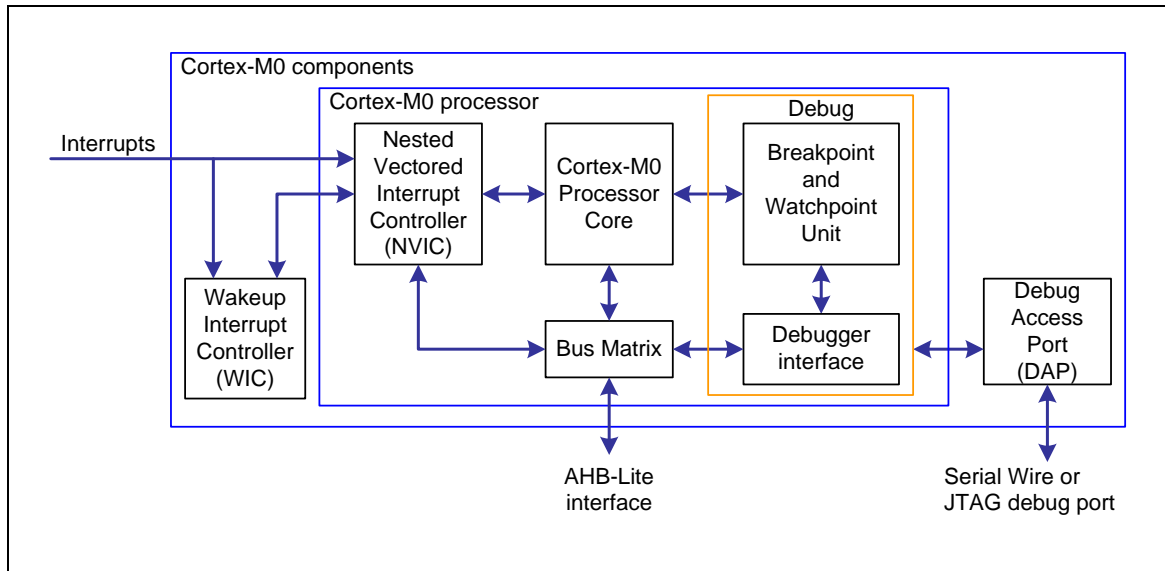 Cortex-M0 components
Cortex-M0 processor
Debug
Interrupts
Nested
Vectored
Interrupt
Controller
(NVIC)
Cortex-M0
Processor
Core
Breakpoint
and
Watchpoint
Unit
Wakeup
Interrupt
Controller
(WIC)
Bus Matrix
Debugger
interface
Debug
Access
Port
(DAP)
AHB-Lite
interface
Serial Wire or
JTAG debug port